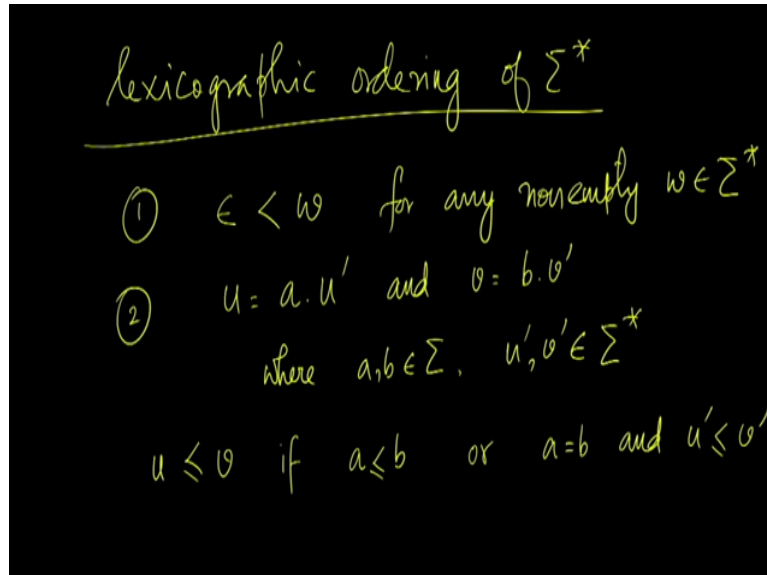 lexicographic ordering of Σ*
① ϵ < w for any nonempty w ∈ Σ*
② u = a.u' and v = b.v'
where a,b ∈ Σ, u',v' ∈ Σ*
u ≤ v if a ≤ b or a=b and u' ≤ v'